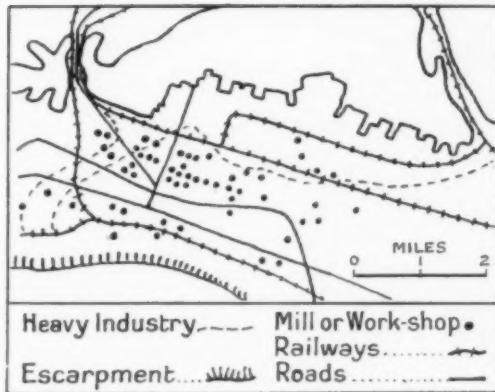 MILES
0 1 2
Heavy Industry
Mill or Work-shop
Railways
Escarpment
Roads